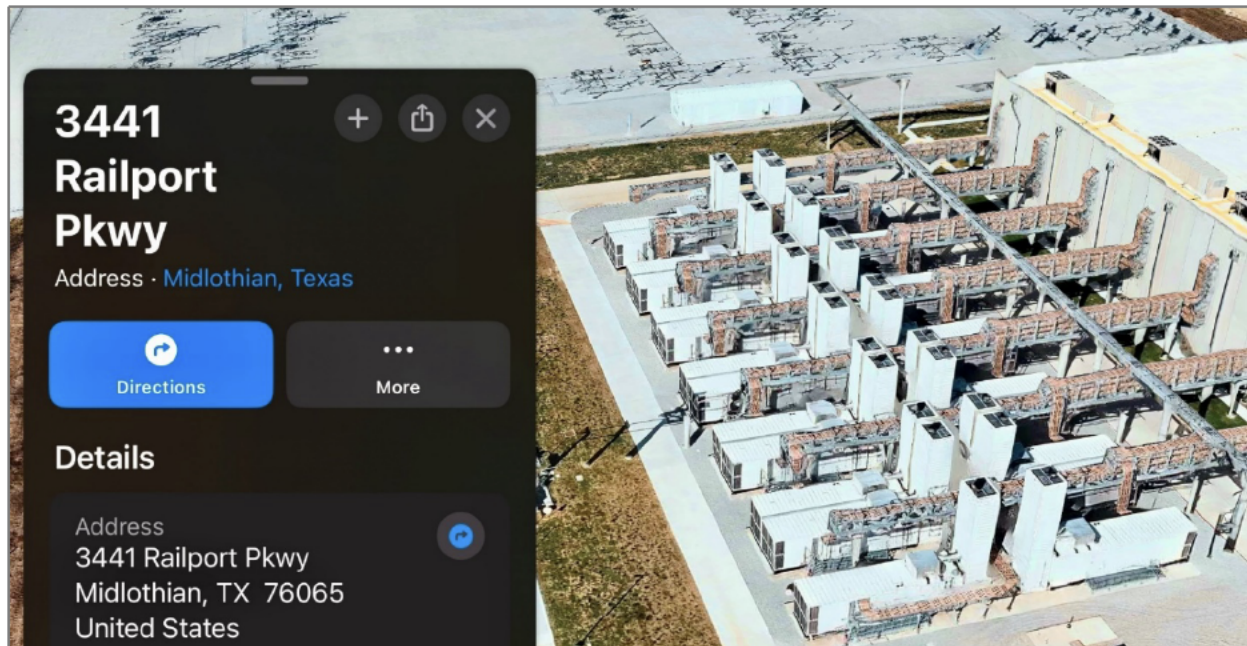 3441
Railport
Pkwy
Address · Midlothian, Texas
Directions
More
Details
Address
3441 Railport Pkwy
Midlothian, TX  76065
United States